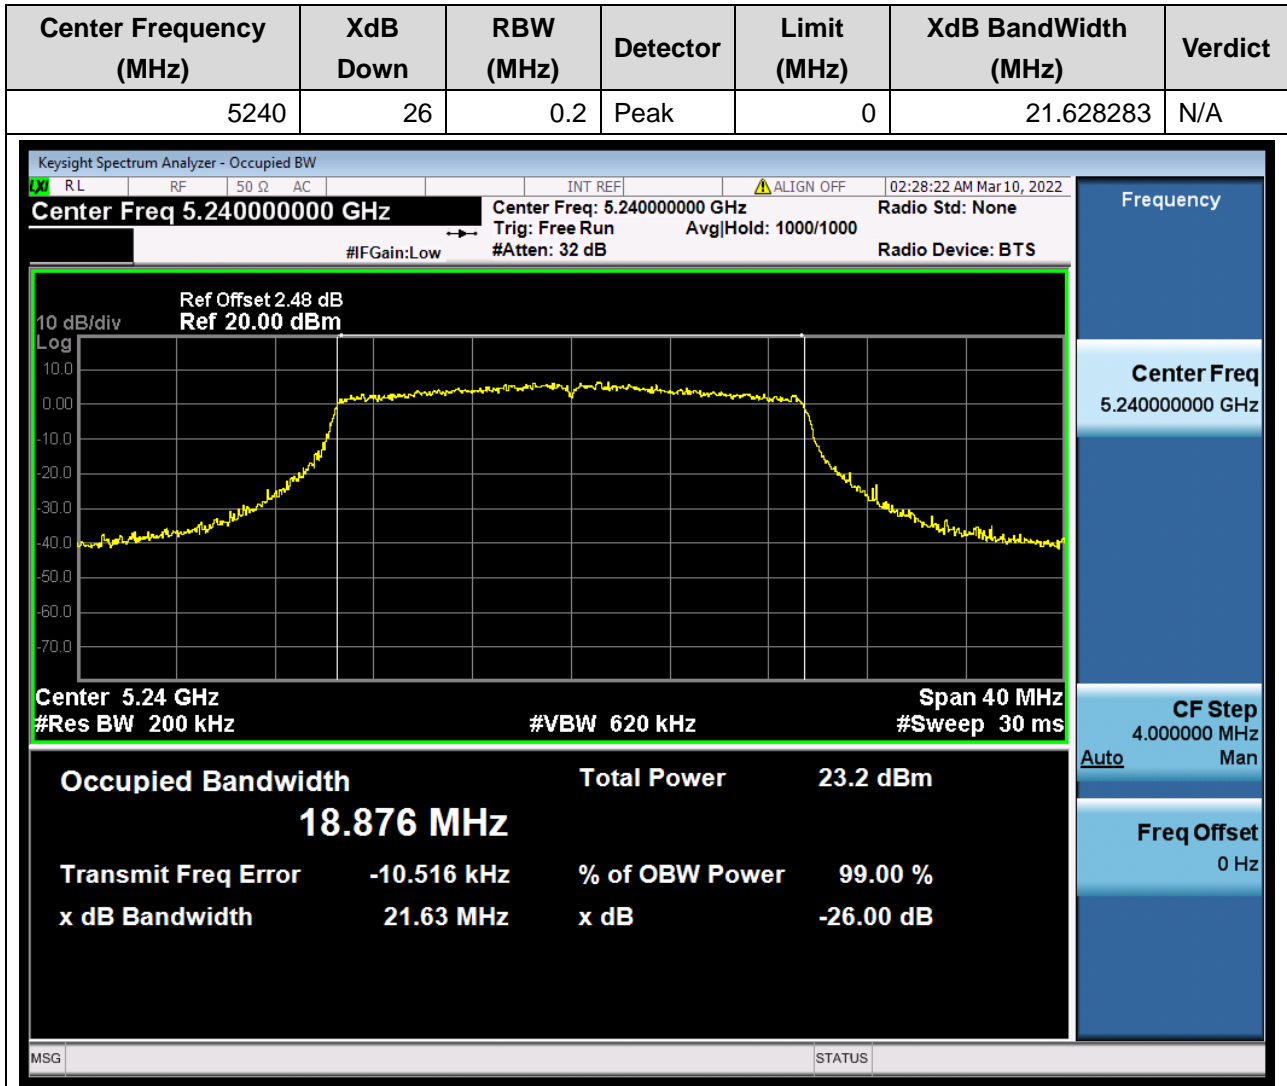 Center Frequency (MHz) XdB Down RBW (MHz) Detector Limit (MHz) XdB BandWidth (MHz) Verdict
5240 26 0.2 Peak 0 21.628283 N/A
Keysight Spectrum Analyzer - Occupied BW
LXI RL RF 50 Ω AC INT REF ALIGN OFF 02:28:22 AM Mar 10, 2022
Center Freq 5.240000000 GHz Center Freq: 5.240000000 GHz Radio Std: None
Trig: Free Run Avg|Hold: 1000/1000
#IFGain:Low #Atten: 32 dB Radio Device: BTS
Ref Offset 2.48 dB
10 dB/div Ref 20.00 dBm
Log
10.0
0.00
-10.0
-20.0
-30.0
-40.0
-50.0
-60.0
-70.0
Center 5.24 GHz Span 40 MHz
#Res BW 200 kHz #VBW 620 kHz #Sweep 30 ms
Occupied Bandwidth Total Power 23.2 dBm
18.876 MHz
Transmit Freq Error -10.516 kHz % of OBW Power 99.00 %
x dB Bandwidth 21.63 MHz x dB -26.00 dB
Frequency
Center Freq
5.240000000 GHz
CF Step
4.000000 MHz
Auto Man
Freq Offset
0 Hz
MSG STATUS